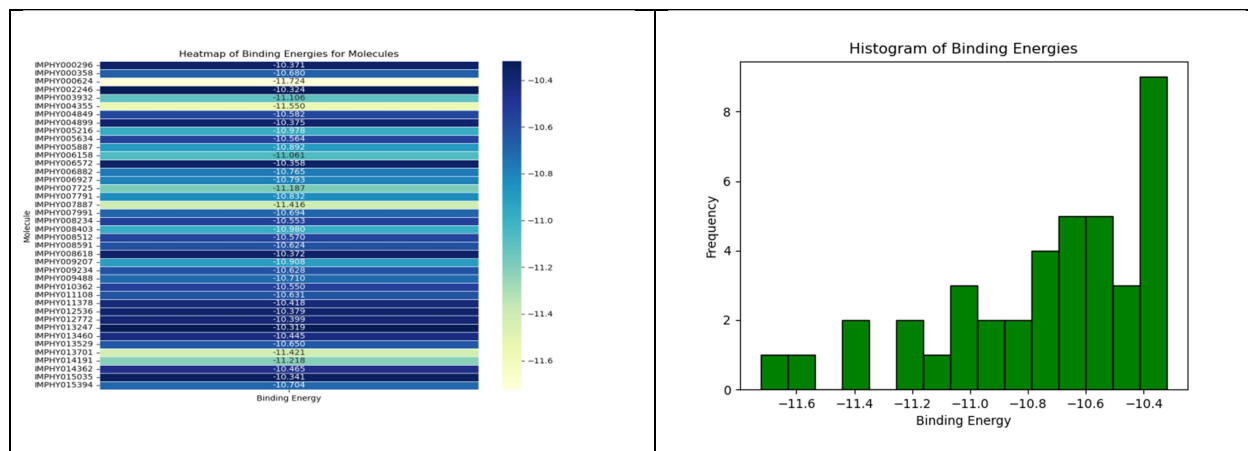 Heatmap of Binding Energies for Molecules
IMPHY000296 -10.371
IMPHY000358 -10.680
IMPHY000624 -11.724
IMPHY002246 -10.324
IMPHY003932 -11.106
IMPHY004355 -11.550
IMPHY004849 -10.582
IMPHY004899 -10.375
IMPHY005216 -10.978
IMPHY005634 -10.564
IMPHY005887 -10.892
IMPHY006158 -11.061
IMPHY006572 -10.358
IMPHY006882 -10.765
IMPHY006927 -10.793
IMPHY007725 -11.187
IMPHY007791 -10.832
IMPHY007887 -11.416
IMPHY007991 -10.694
IMPHY008234 -10.553
IMPHY008403 -10.980
IMPHY008512 -10.570
IMPHY008591 -10.624
IMPHY008618 -10.372
IMPHY009207 -10.908
IMPHY009234 -10.628
IMPHY009488 -10.710
IMPHY010362 -10.550
IMPHY011108 -10.631
IMPHY011378 -10.418
IMPHY012536 -10.379
IMPHY012772 -10.399
IMPHY013247 -10.319
IMPHY013460 -10.445
IMPHY013529 -10.650
IMPHY013701 -11.421
IMPHY014191 -11.218
IMPHY014362 -10.465
IMPHY015035 -10.341
IMPHY015394 -10.704
Molecule
Binding Energy
−10.4
−10.6
−10.8
−11.0
−11.2
−11.4
−11.6
Histogram of Binding Energies
Frequency
8
6
4
2
0
−11.6 −11.4 −11.2 −11.0 −10.8 −10.6 −10.4
Binding Energy